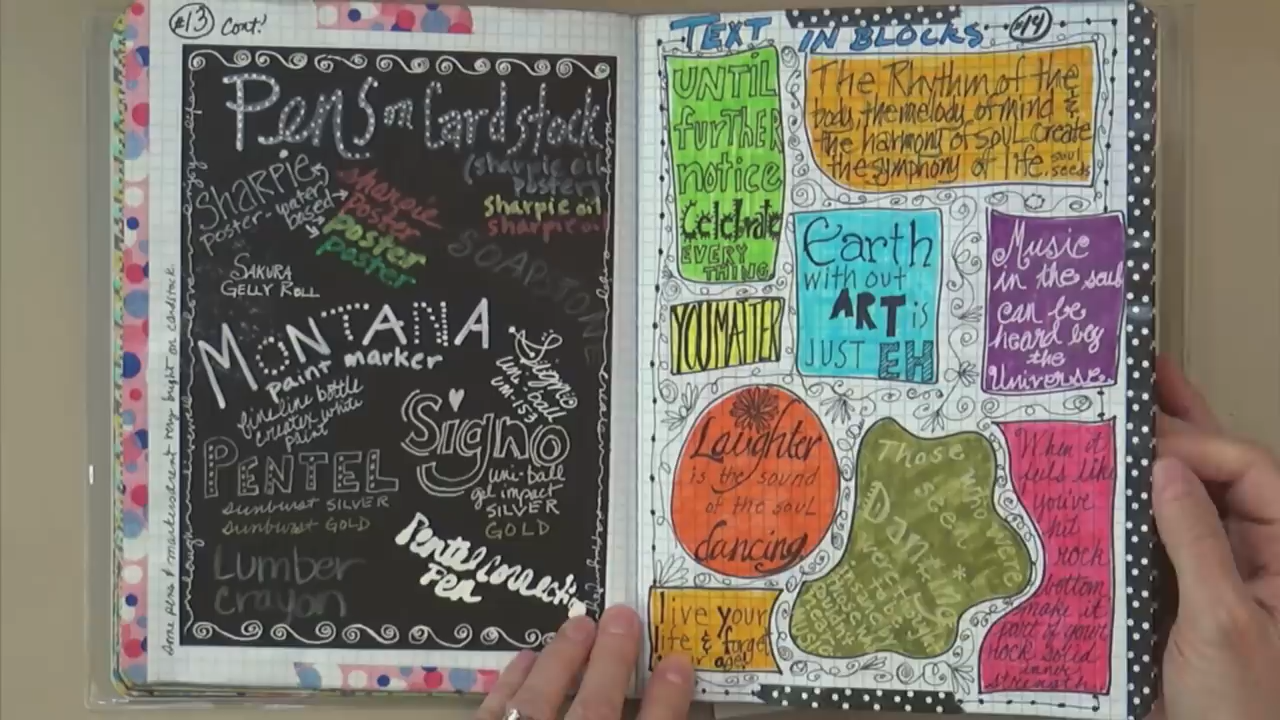 #13 Cont!
Pens on Cardstock
Sharpie
poster - water
based
sharpie
poster
poster
poster
(sharpie oil
sharpie oil
sharpie oil
SOAPSTONE
SAKURA
GELLY ROLL
MONTANA
paint marker
fineline bottle
createx white
paint
Signo
uni-ball
UM-153
PENTEL
sunburst SILVER
sunburst GOLD
Signo
uni-ball
gel impact
SILVER
GOLD
Lumber
crayon
Pental Correction
Pen
TEXT IN BLOCKS #14
UNTIL
furTHER
notice
Celebrate
EVERY
THING
The Rhythm of the
body, the melody of mind &
the harmony of soul create
the symphony of life. soul
seeds
YOU MATTER
Earth
with out
ART is
JUST EH
Music
in the soul
can be
heard by
the
Universe.
Laughter
is the sound
of the soul
dancing
Those
who were
seen
Dancing*
were
When it
feels like
you've
hit
rock
bottom
make it
part of your
rock solid
inner
strength
live your
life & forget
your age!